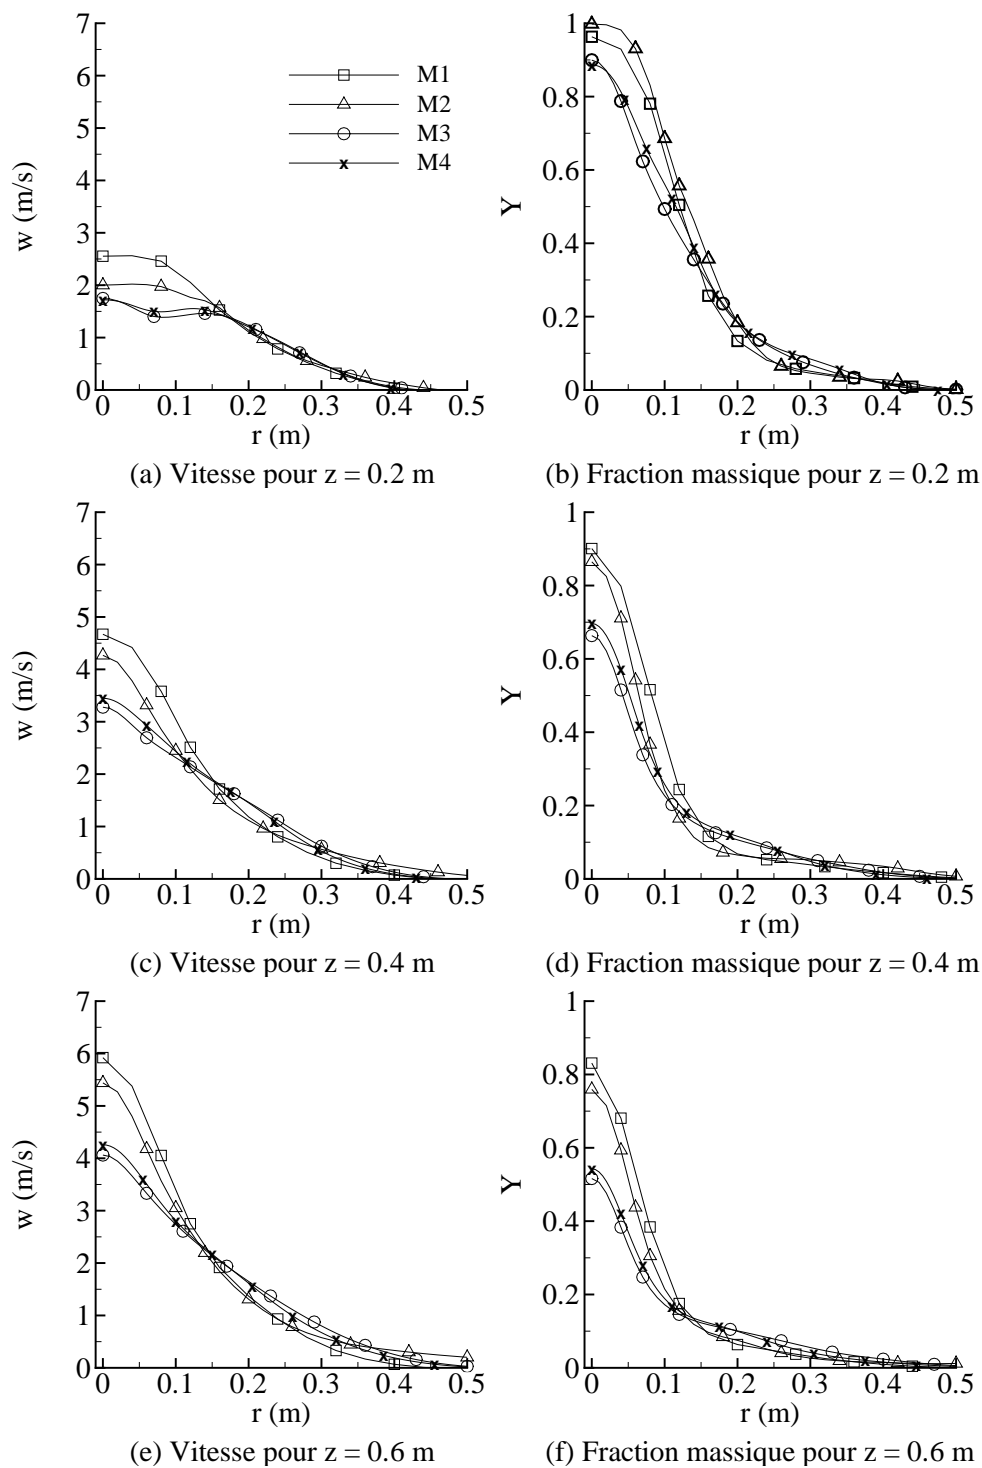 7
6
5
4
3
2
1
0
w (m/s)
M1
M2
M3
M4
0 0.1 0.2 0.3 0.4 0.5
r (m)
(a) Vitesse pour z = 0.2 m
1
0.8
0.6
0.4
0.2
0
Y
0 0.1 0.2 0.3 0.4 0.5
r (m)
(b) Fraction massique pour z = 0.2 m
7
6
5
4
3
2
1
0
w (m/s)
0 0.1 0.2 0.3 0.4 0.5
r (m)
(c) Vitesse pour z = 0.4 m
1
0.8
0.6
0.4
0.2
0
Y
0 0.1 0.2 0.3 0.4 0.5
r (m)
(d) Fraction massique pour z = 0.4 m
7
6
5
4
3
2
1
0
w (m/s)
0 0.1 0.2 0.3 0.4 0.5
r (m)
(e) Vitesse pour z = 0.6 m
1
0.8
0.6
0.4
0.2
0
Y
0 0.1 0.2 0.3 0.4 0.5
r (m)
(f) Fraction massique pour z = 0.6 m